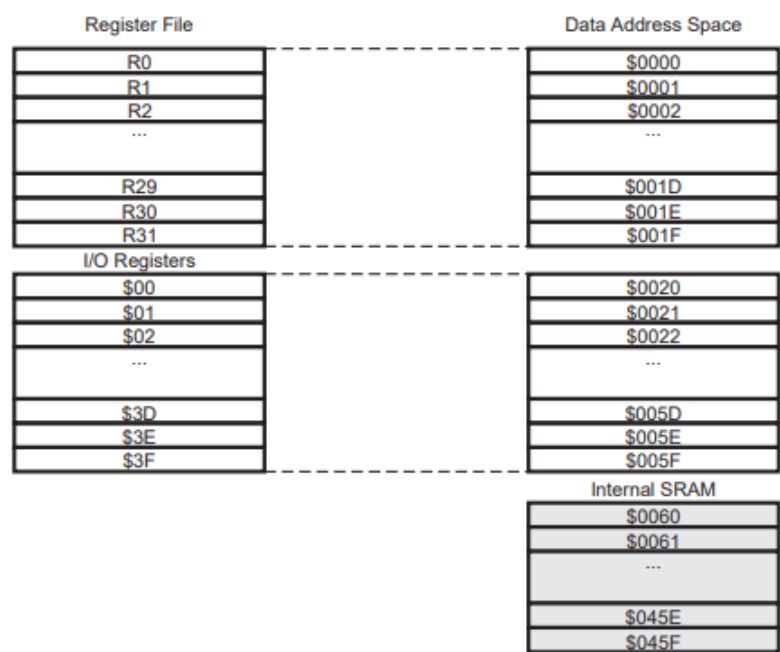 Register File Data Address Space
R0 $0000
R1 $0001
R2 $0002
... ...
R29 $001D
R30 $001E
R31 $001F
I/O Registers
$00 $0020
$01 $0021
$02 $0022
... ...
$3D $005D
$3E $005E
$3F $005F
Internal SRAM
$0060
$0061
...
$045E
$045F